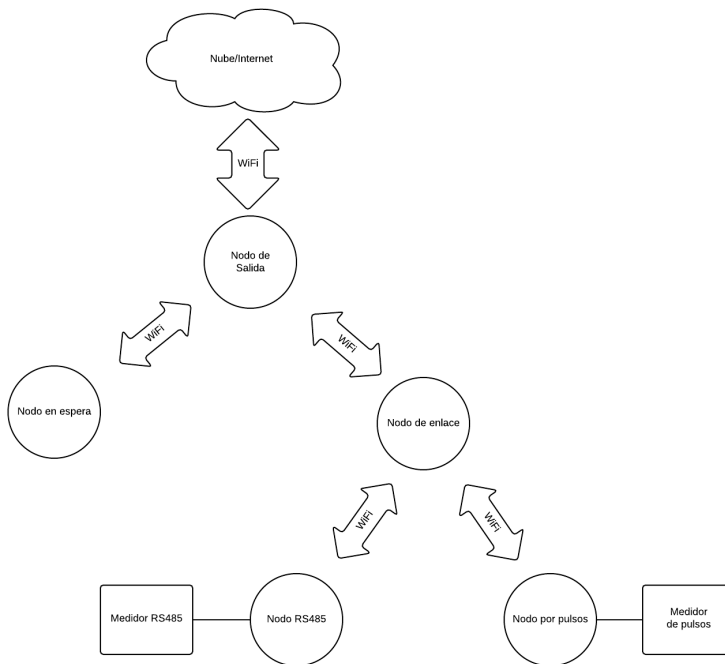 Nube/Internet
WiFi
Nodo de
Salida
WiFi
WiFi
Nodo en espera
Nodo de enlace
WiFi
WiFi
Medidor RS485
Nodo RS485
Nodo por pulsos
Medidor
de pulsos